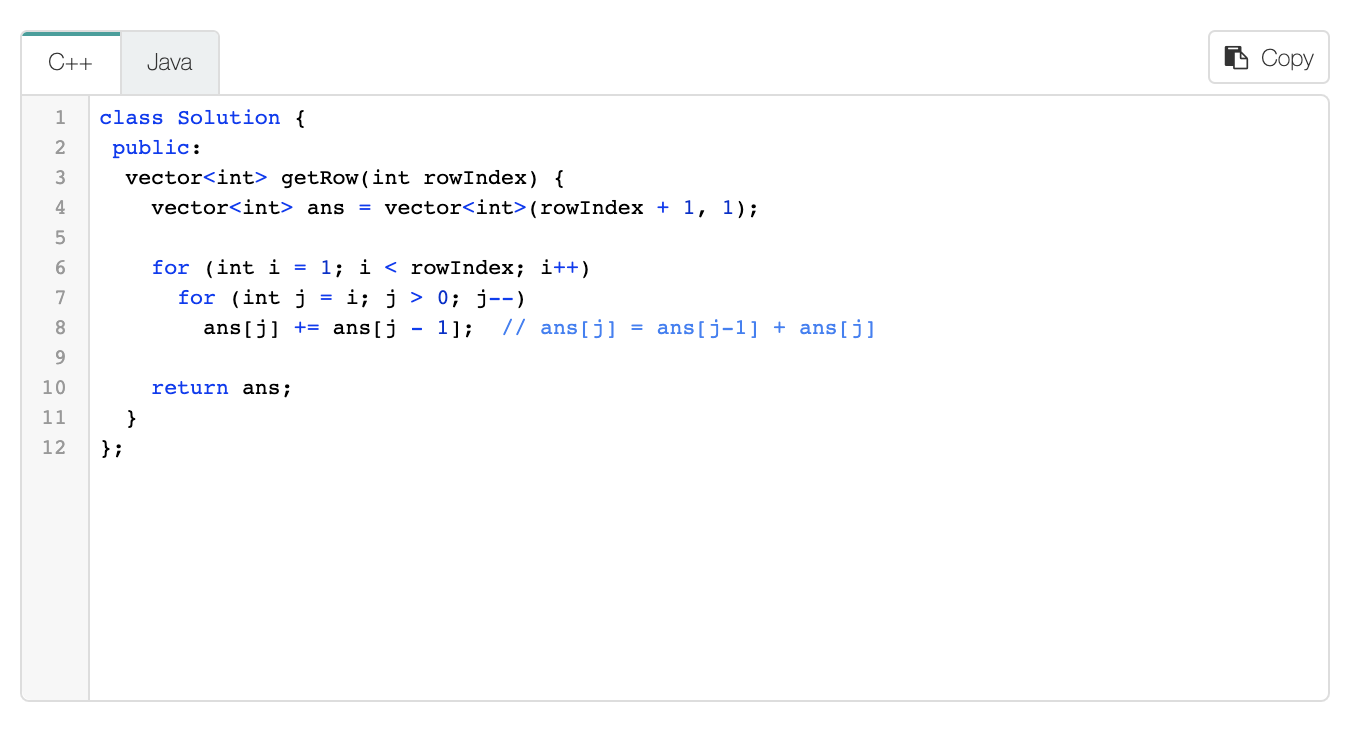 C++ Java Copy
1 class Solution {
2  public:
3   vector<int> getRow(int rowIndex) {
4     vector<int> ans = vector<int>(rowIndex + 1, 1);
5
6     for (int i = 1; i < rowIndex; i++)
7       for (int j = i; j > 0; j--)
8         ans[j] += ans[j - 1];  // ans[j] = ans[j-1] + ans[j]
9
10     return ans;
11   }
12 };